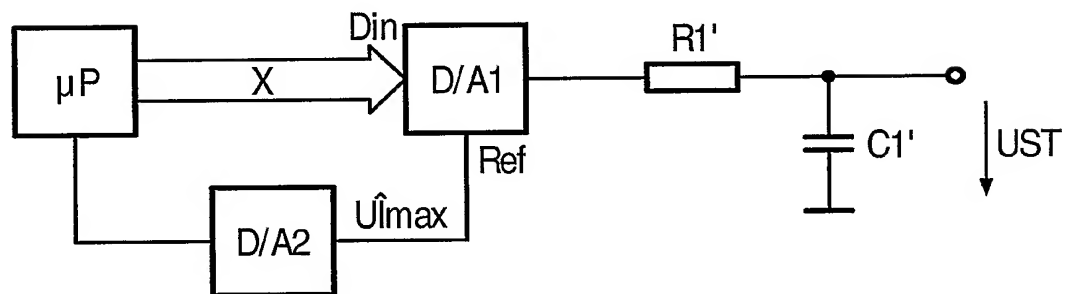 Din
R1'
µP
X
D/A1
C1'
UST
Ref
UÎmax
D/A2